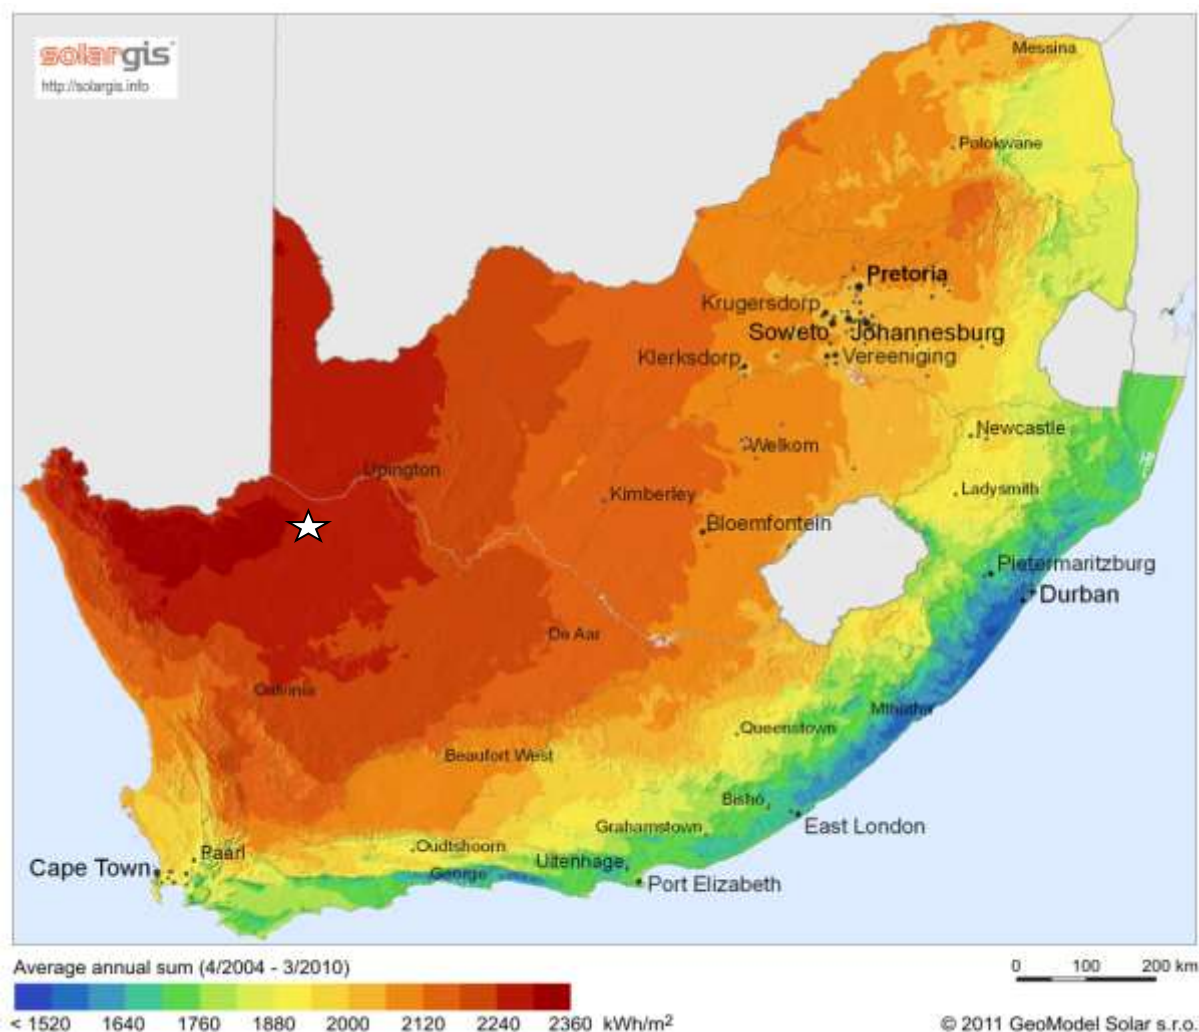 solargis
http://solargis.info
Messina
Polokwane
Pretoria
Krugersdorp
Soweto Johannesburg
Klerksdorp Vereeniging
Newcastle
Welkom
Upington
Kimberley
Ladysmith
Bloemfontein
Pietermaritzburg
Durban
De Aar
Calvinia
Mthatha
Queenstown
Beaufort West
Bisho
Grahamstown
East London
Oudtshoorn
Paarl
Uitenhage
Cape Town
George
Port Elizabeth
Average annual sum (4/2004 - 3/2010)
0 100 200 km
< 1520 1640 1760 1880 2000 2120 2240 2360 kWh/m²
© 2011 GeoModel Solar s.r.o.